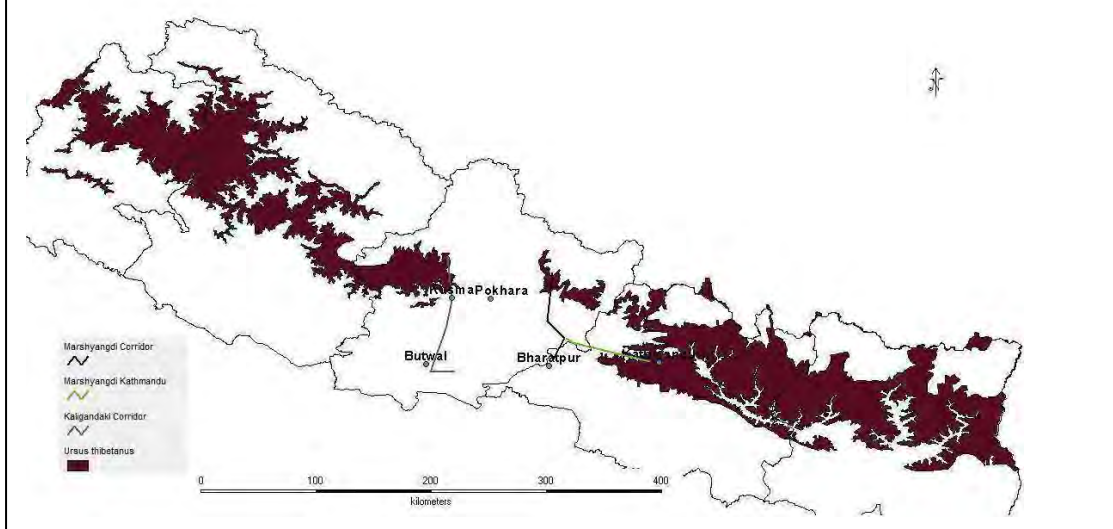 Kusma Pokhara
Butwal
Bharatpur
Marshyangdi Corridor
Marshyangdi Kathmandu
Kaligandaki Corridor
Ursus thibetanus
0 100 200 300 400
kilometers